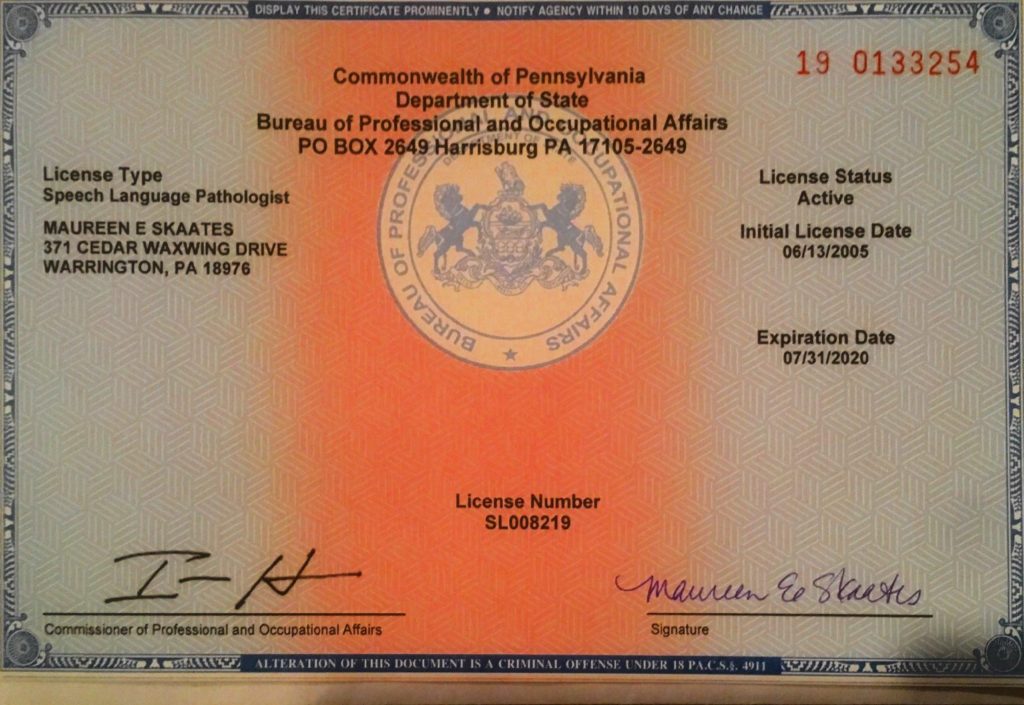 DISPLAY THIS CERTIFICATE PROMINENTLY • NOTIFY AGENCY WITHIN 10 DAYS OF ANY CHANGE
19 0133254
Commonwealth of Pennsylvania
Department of State
Bureau of Professional and Occupational Affairs
PO BOX 2649 Harrisburg PA 17105-2649
BUREAU OF PROFESSIONAL AND OCCUPATIONAL AFFAIRS
DEPARTMENT OF STATE
License Type
Speech Language Pathologist
MAUREEN E SKAATES
371 CEDAR WAXWING DRIVE
WARRINGTON, PA 18976
License Status
Active
Initial License Date
06/13/2005
Expiration Date
07/31/2020
License Number
SL008219
Commissioner of Professional and Occupational Affairs
Maureen E Skaates
Signature
ALTERATION OF THIS DOCUMENT IS A CRIMINAL OFFENSE UNDER 18 PA.C.S.§. 4911